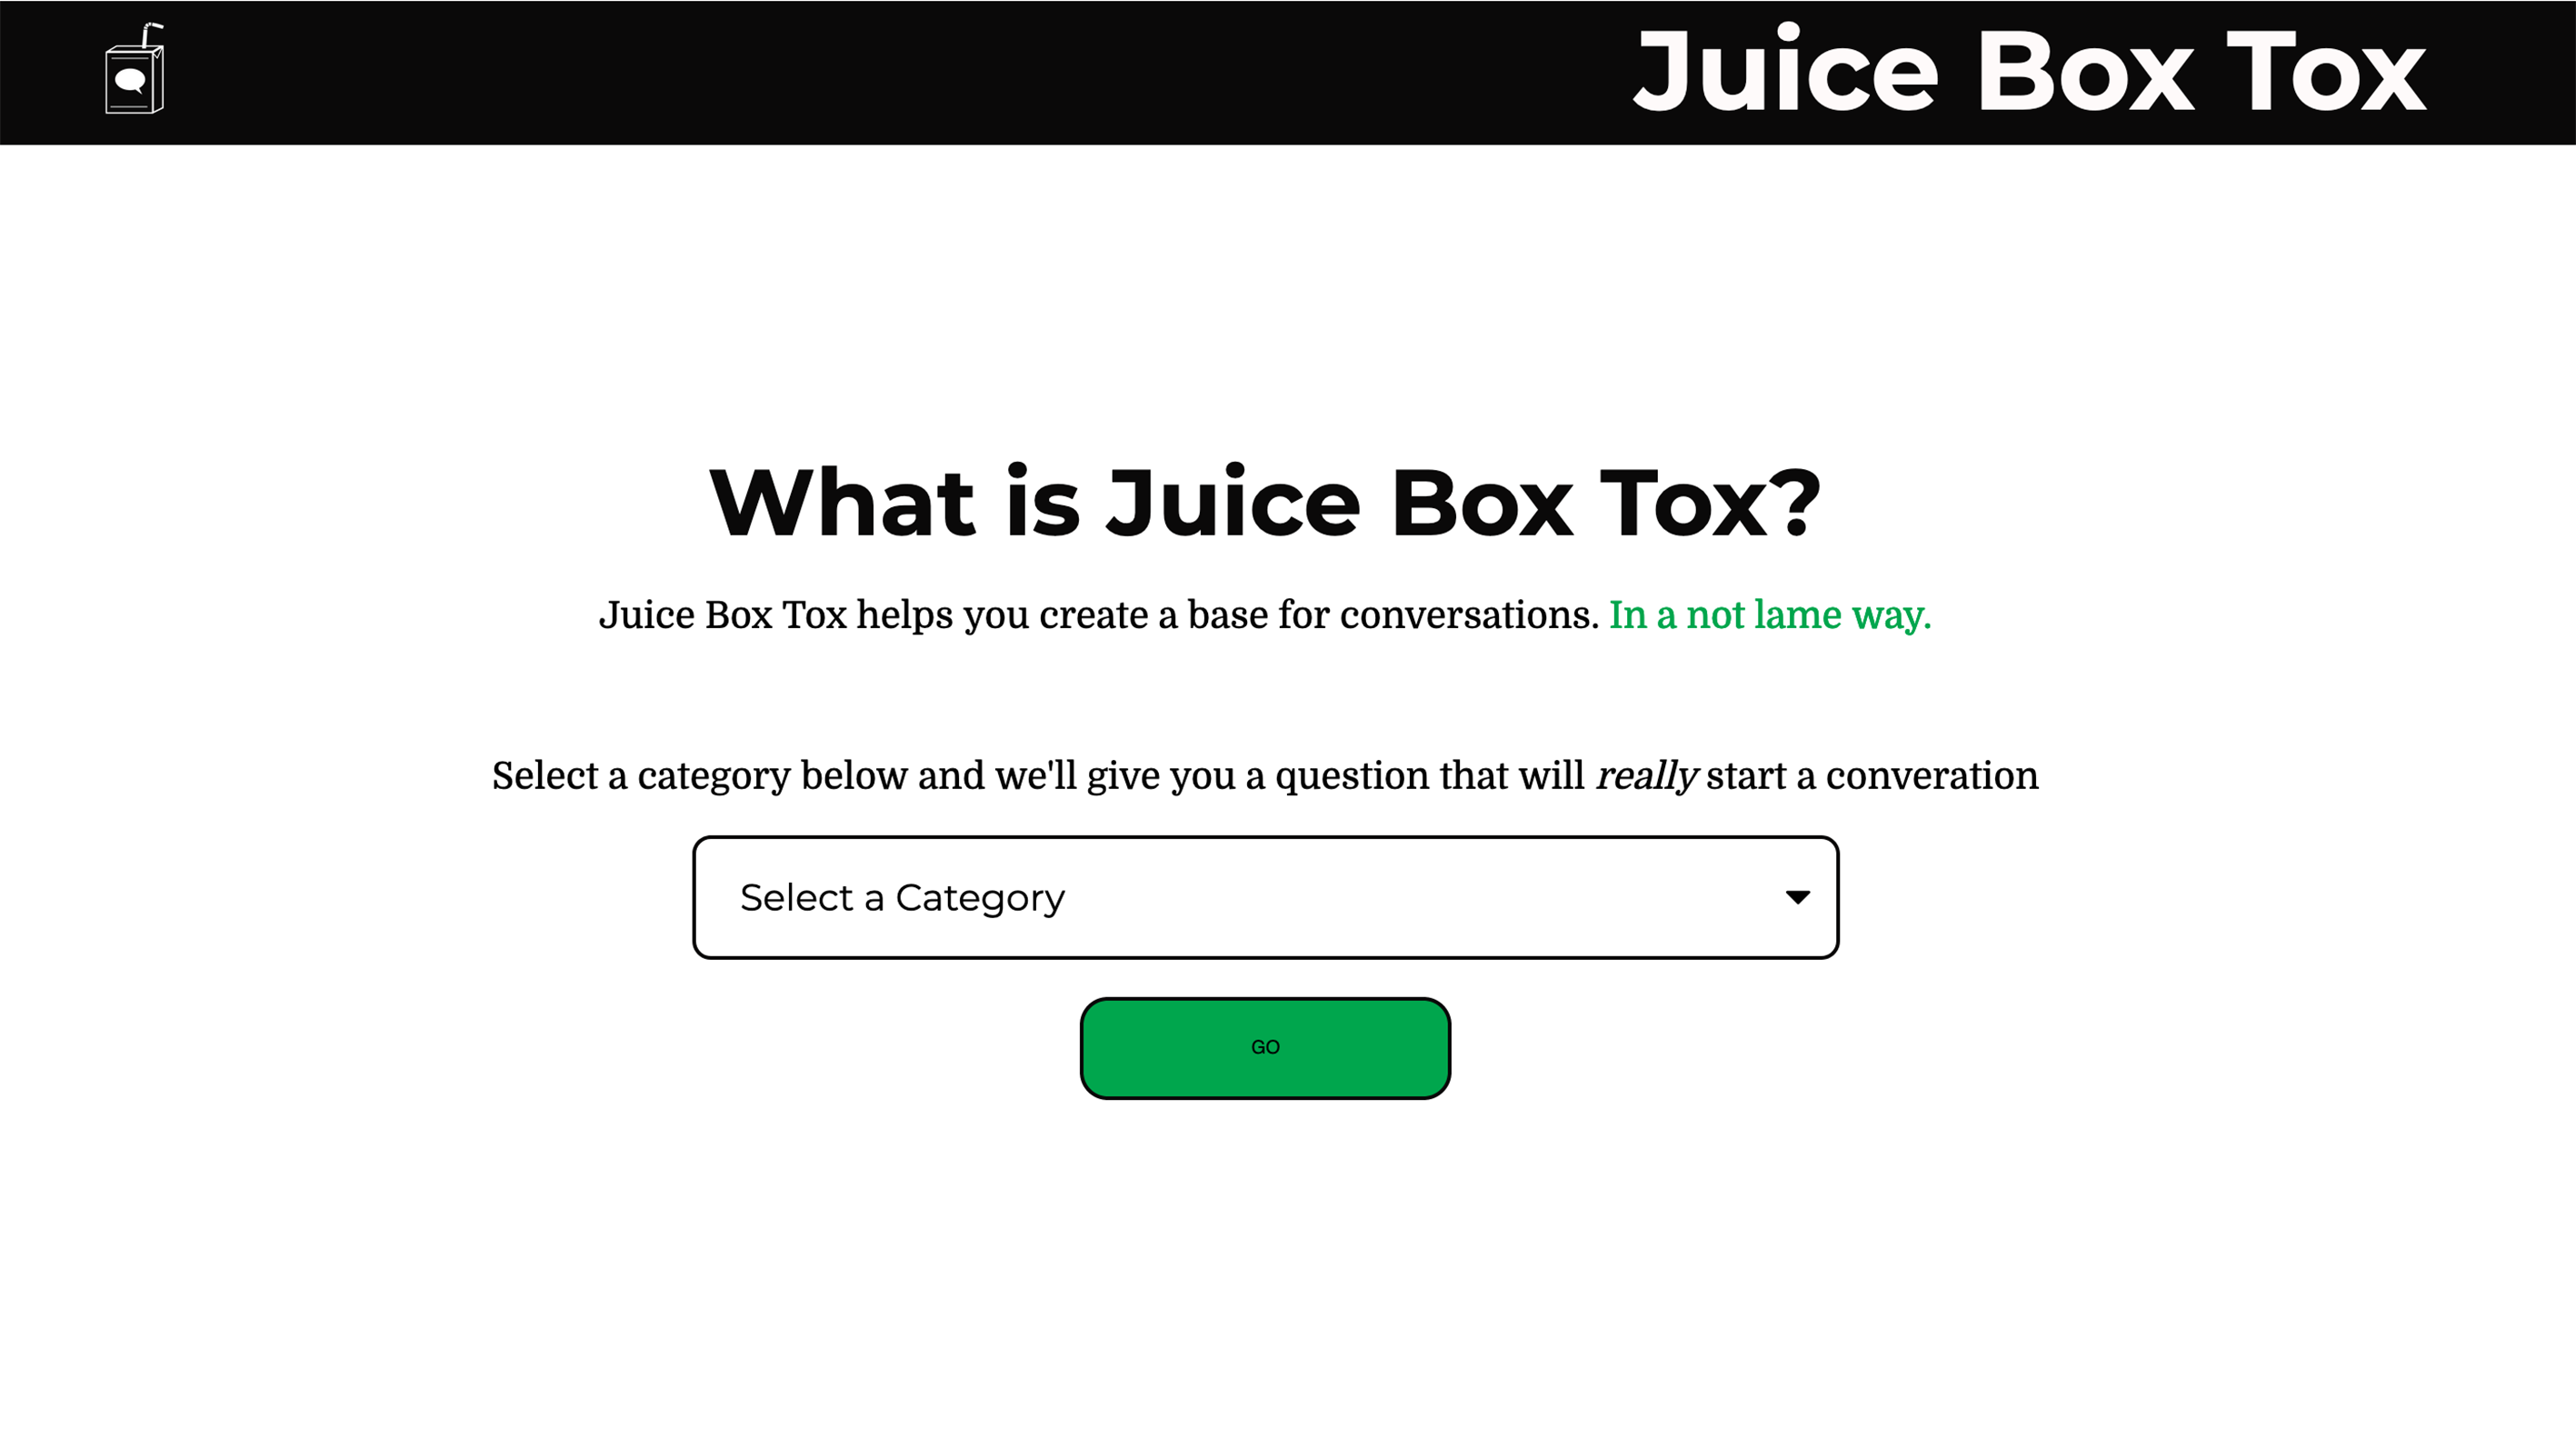 Juice Box Tox
What is Juice Box Tox?
Juice Box Tox helps you create a base for conversations. In a not lame way.
Select a category below and we'll give you a question that will really start a converation
Select a Category
GO